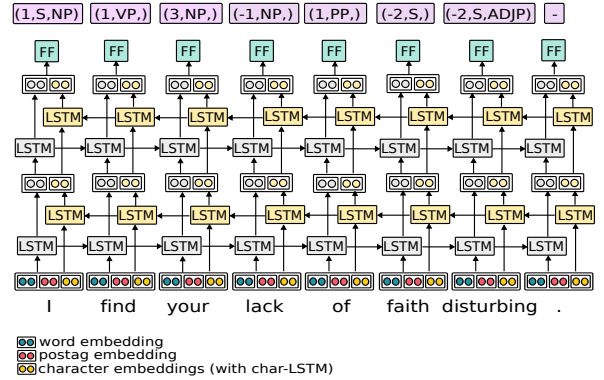 (1,S,NP) (1,VP,) (3,NP,) (-1,NP,) (1,PP,) (-2,S,) (-2,S,ADJP) -
FF FF FF FF FF FF FF FF
LSTM LSTM LSTM LSTM LSTM LSTM LSTM LSTM
LSTM LSTM LSTM LSTM LSTM LSTM LSTM LSTM
LSTM LSTM LSTM LSTM LSTM LSTM LSTM LSTM
LSTM LSTM LSTM LSTM LSTM LSTM LSTM LSTM
I find your lack of faith disturbing .
word embedding
postag embedding
character embeddings (with char-LSTM)